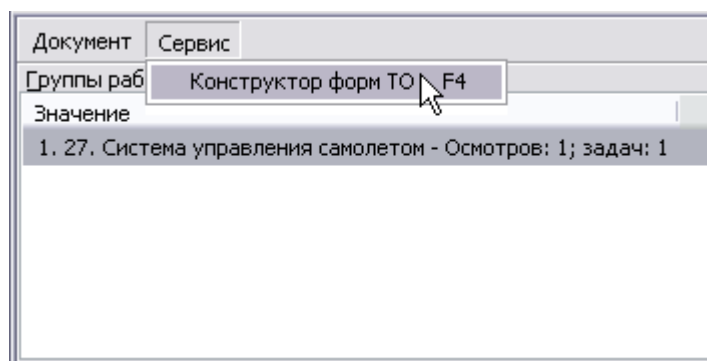 Документ Сервис
Группы раб
Конструктор форм ТО F4
Значение
1. 27. Система управления самолетом - Осмотров: 1; задач: 1